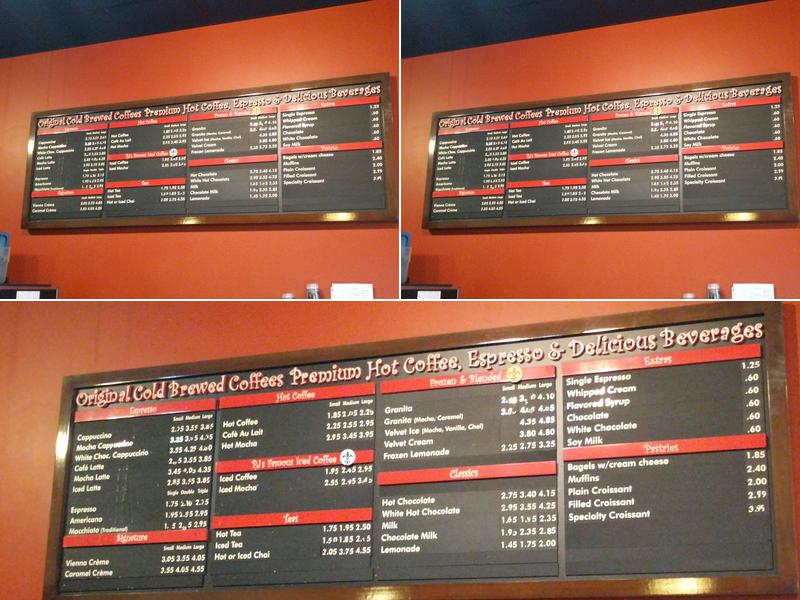 Original Cold Brewed Coffees Premium Hot Coffee, Espresso & Delicious Beverages
Espresso
Small Medium Large
Cappuccino
Mocha Cappuccino
White Choc. Cappuccino 3.55 4.25
Café Latte
Mocha Latte 3.45 4.05 4.35
Iced Latte 2.95 3.55 3.85
Single Double Triple
Espresso
Americano 1.95 2.55 2.95
Macchiato (Traditional)
Signature
Small Medium Large
Vienna Crème 3.05 3.55 4.05
Caramel Crème 3.55 4.05 4.55
Hot Coffee
Small Medium Large
Hot Coffee 1.85 2.05 2.25
Café Au Lait 2.25 2.55 2.95
Hot Mocha 2.95 3.45 3.95
PJ's Famous Iced Coffee
Iced Coffee 1.95 2.45 2.95
Iced Mocha 2.55 2.95 3.45
Teas
Hot Tea 1.75 1.95 2.50
Iced Tea
Hot or Iced Chai 2.05 3.75 4.55
Frozen & Blended
Small Medium Large
Granita 4.10
Granita (Mocha, Caramel)
Velvet Ice (Mocha, Vanilla, Chai) 4.35 4.85
Velvet Cream 3.80 4.80
Frozen Lemonade 2.25 2.75 3.25
Classics
Hot Chocolate 2.75 3.40 4.15
White Hot Chocolate 2.95 3.55 4.25
Milk
Chocolate Milk 2.35 2.85
Lemonade 1.45 1.75 2.00
Extras
Single Espresso 1.25
Whipped Cream .60
Flavored Syrup .60
Chocolate .60
White Chocolate .60
Soy Milk .60
Pastries
Bagels w/cream cheese 1.85
Muffins 2.40
Plain Croissant 2.00
Filled Croissant 2.59
Specialty Croissant 3.95